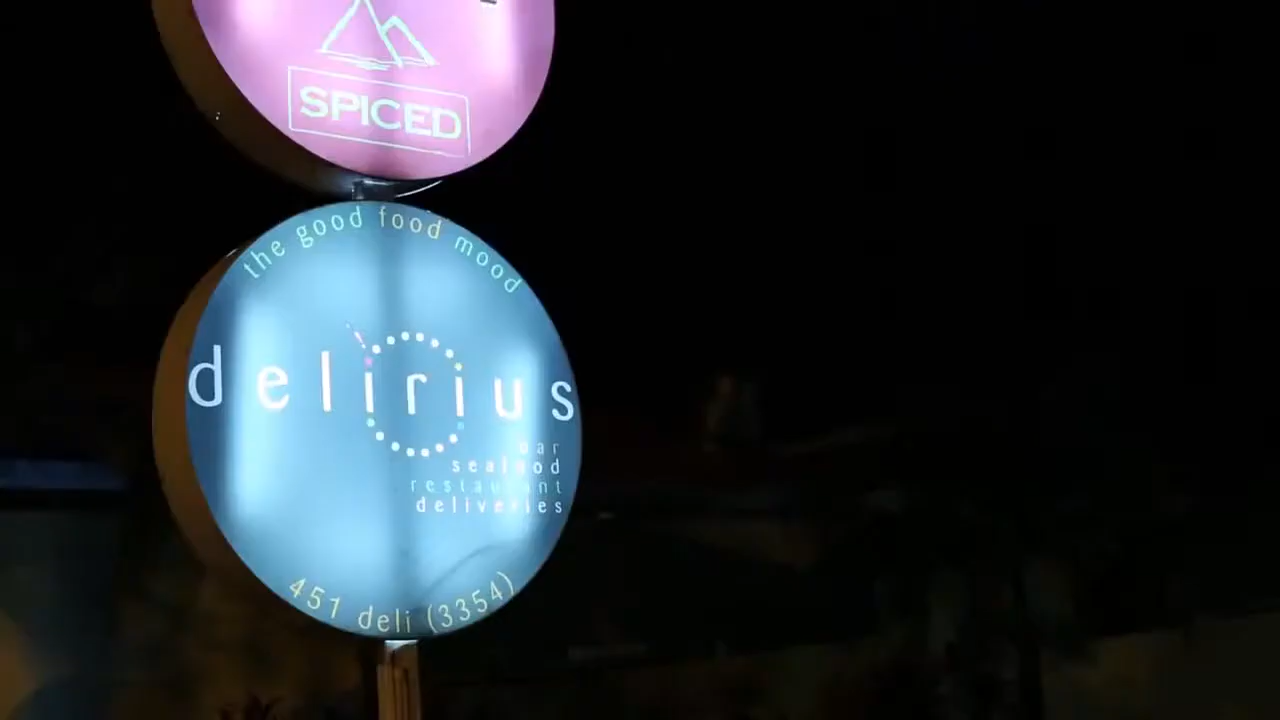 SPICED
the good food mood
delirius
bar
seafood
restaurant
deliveries
451 deli (3354)